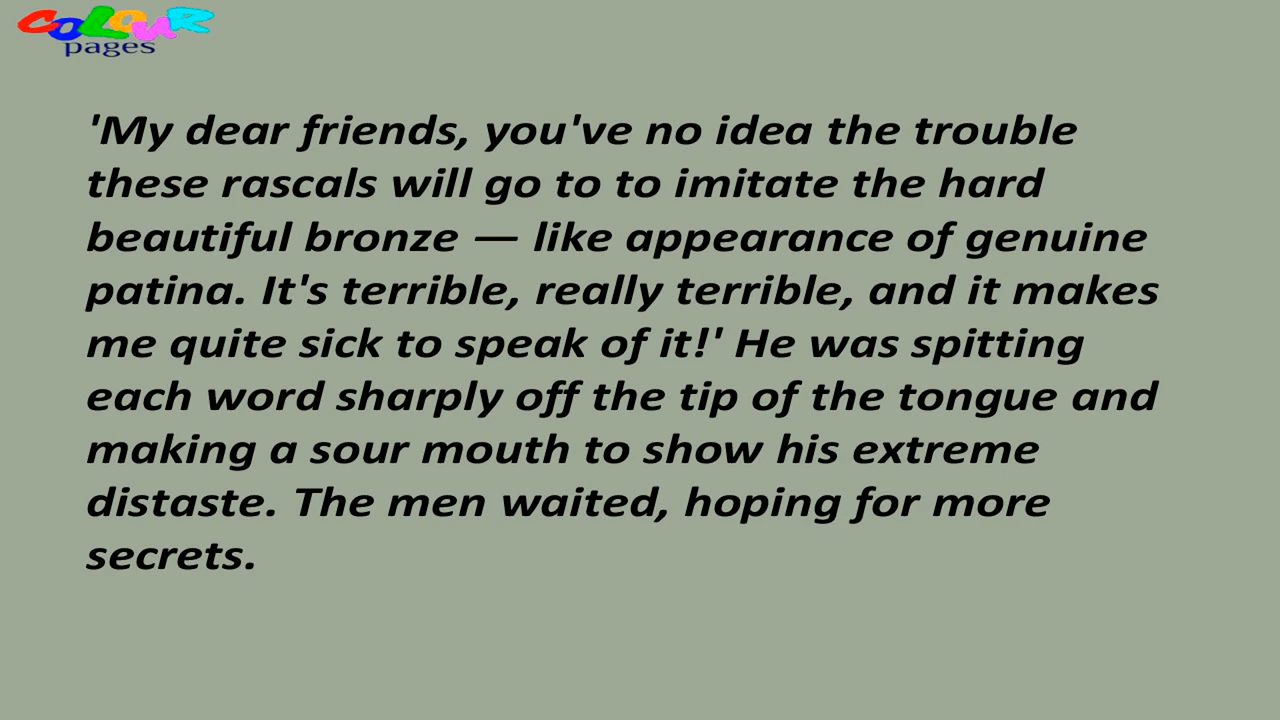 COLOUR
pages
'My dear friends, you've no idea the trouble
these rascals will go to to imitate the hard
beautiful bronze — like appearance of genuine
patina. It's terrible, really terrible, and it makes
me quite sick to speak of it!' He was spitting
each word sharply off the tip of the tongue and
making a sour mouth to show his extreme
distaste. The men waited, hoping for more
secrets.